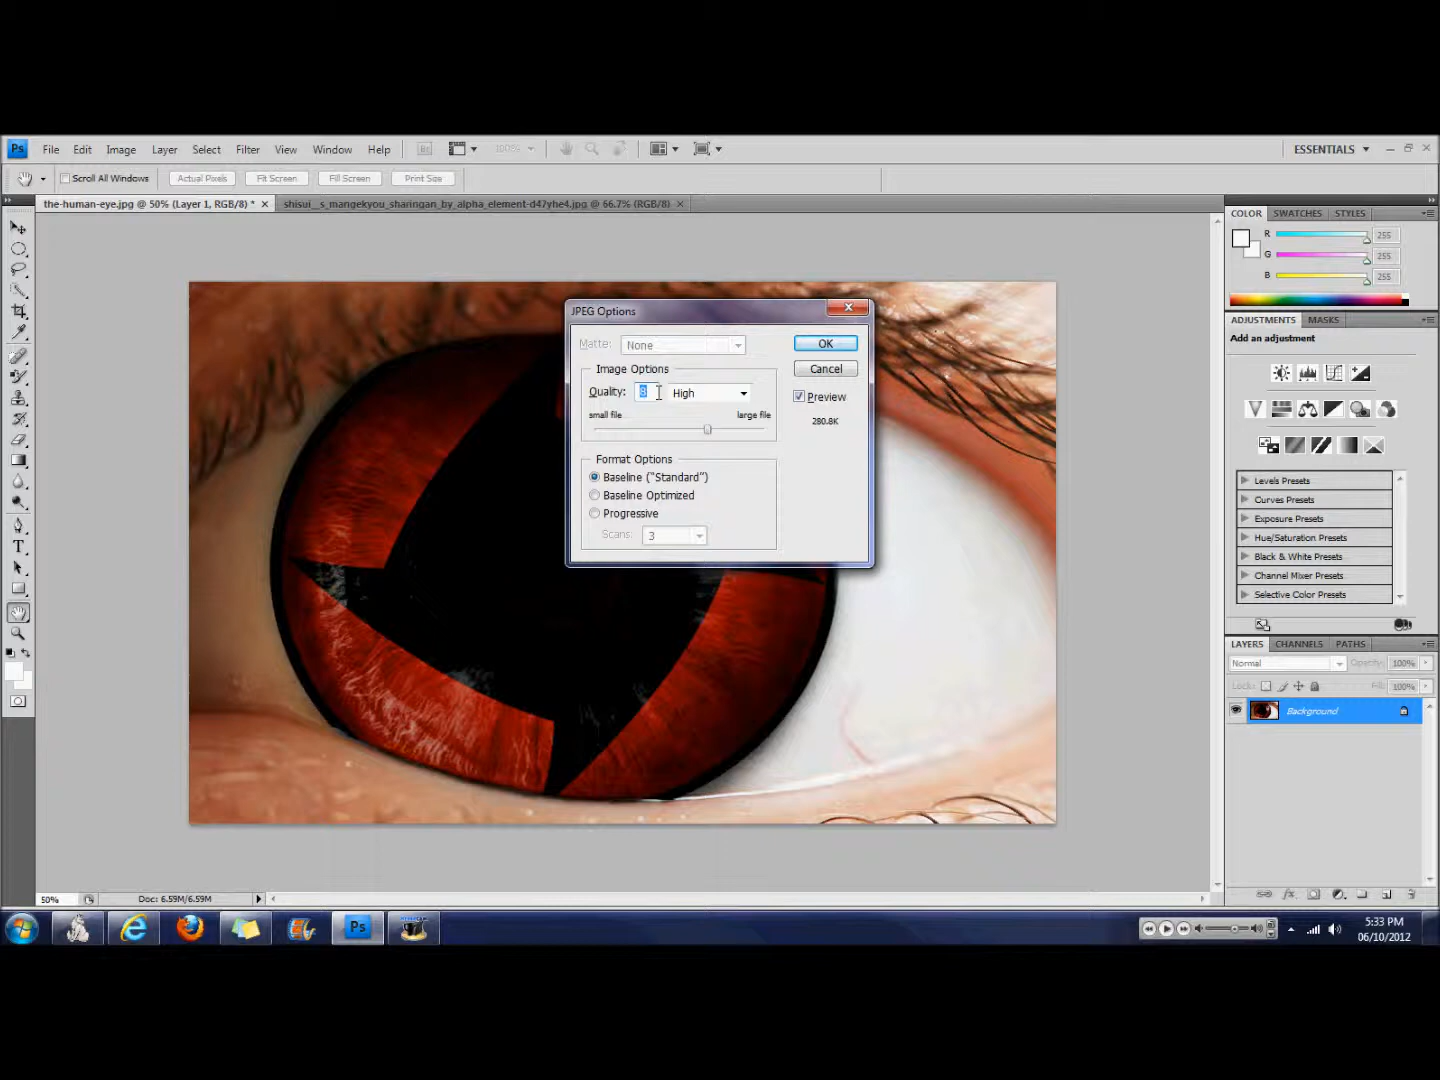 Ps File Edit Image Layer Select Filter View Window Help Br 100% ESSENTIALS
Scroll All Windows Actual Pixels Fit Screen Fill Screen Print Size
the-human-eye.jpg @ 50% (Layer 1, RGB/8) * shisui__s_mangekyou_sharingan_by_alpha_element-d47yhe4.jpg @ 66.7% (RGB/8)
COLOR SWATCHES STYLES
R 255
G 255
B 255
ADJUSTMENTS MASKS
Add an adjustment
Levels Presets
Curves Presets
Exposure Presets
Hue/Saturation Presets
Black & White Presets
Channel Mixer Presets
Selective Color Presets
LAYERS CHANNELS PATHS
Normal Opacity: 100%
Lock: Fill: 100%
Background
JPEG Options
Matte: None OK
Image Options Cancel
Quality: 8 High Preview
small file large file 280.8K
Format Options
Baseline ("Standard")
Baseline Optimized
Progressive
Scans: 3
50% Doc: 6.59M/6.59M
Ps
5:33 PM
06/10/2012